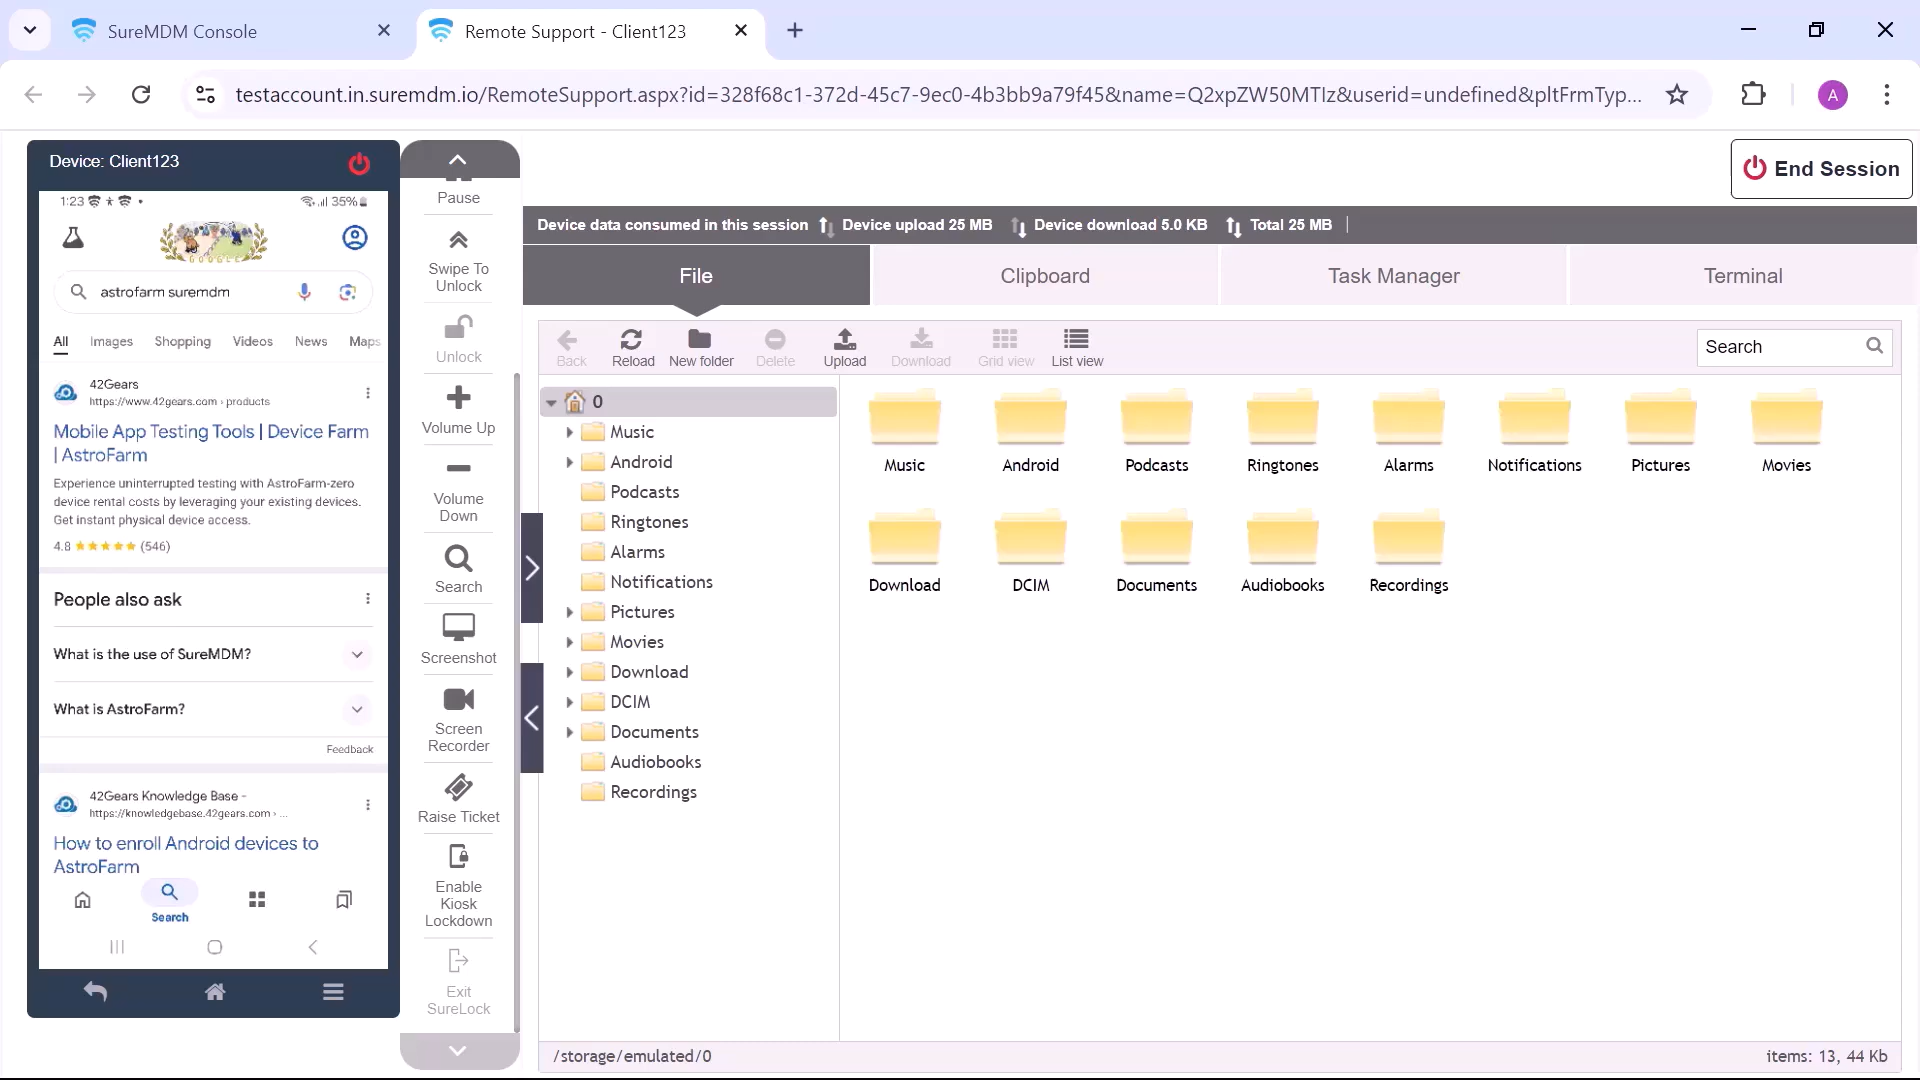 SureMDM Console
Remote Support - Client123
testaccount.in.suremdm.io/RemoteSupport.aspx?id=328f68c1-372d-45c7-9ec0-4b3bb9a79f45&name=Q2xpZW50MTIz&userid=undefined&pltFrmTyp...
A
Device: Client123
1:23
35%
GOOGLE
astrofarm suremdm
All Images Shopping Videos News Maps
42Gears
https://www.42gears.com › products
Mobile App Testing Tools | Device Farm
| AstroFarm
Experience uninterrupted testing with AstroFarm-zero
device rental costs by leveraging your existing devices.
Get instant physical device access.
4.8 ★★★★★ (546)
People also ask
What is the use of SureMDM?
What is AstroFarm?
Feedback
42Gears Knowledge Base -
https://knowledgebase.42gears.com › ...
How to enroll Android devices to
AstroFarm
Search
Pause
Swipe To
Unlock
Unlock
Volume Up
Volume
Down
Search
Screenshot
Screen
Recorder
Raise Ticket
Enable
Kiosk
Lockdown
Exit
SureLock
End Session
Device data consumed in this session Device upload 25 MB Device download 5.0 KB Total 25 MB
File Clipboard Task Manager Terminal
Back Reload New folder Delete Upload Download Grid view List view
Search
0
Music
Android
Podcasts
Ringtones
Alarms
Notifications
Pictures
Movies
Download
DCIM
Documents
Audiobooks
Recordings
Music Android Podcasts Ringtones Alarms Notifications Pictures Movies
Download DCIM Documents Audiobooks Recordings
/storage/emulated/0
items: 13, 44 Kb